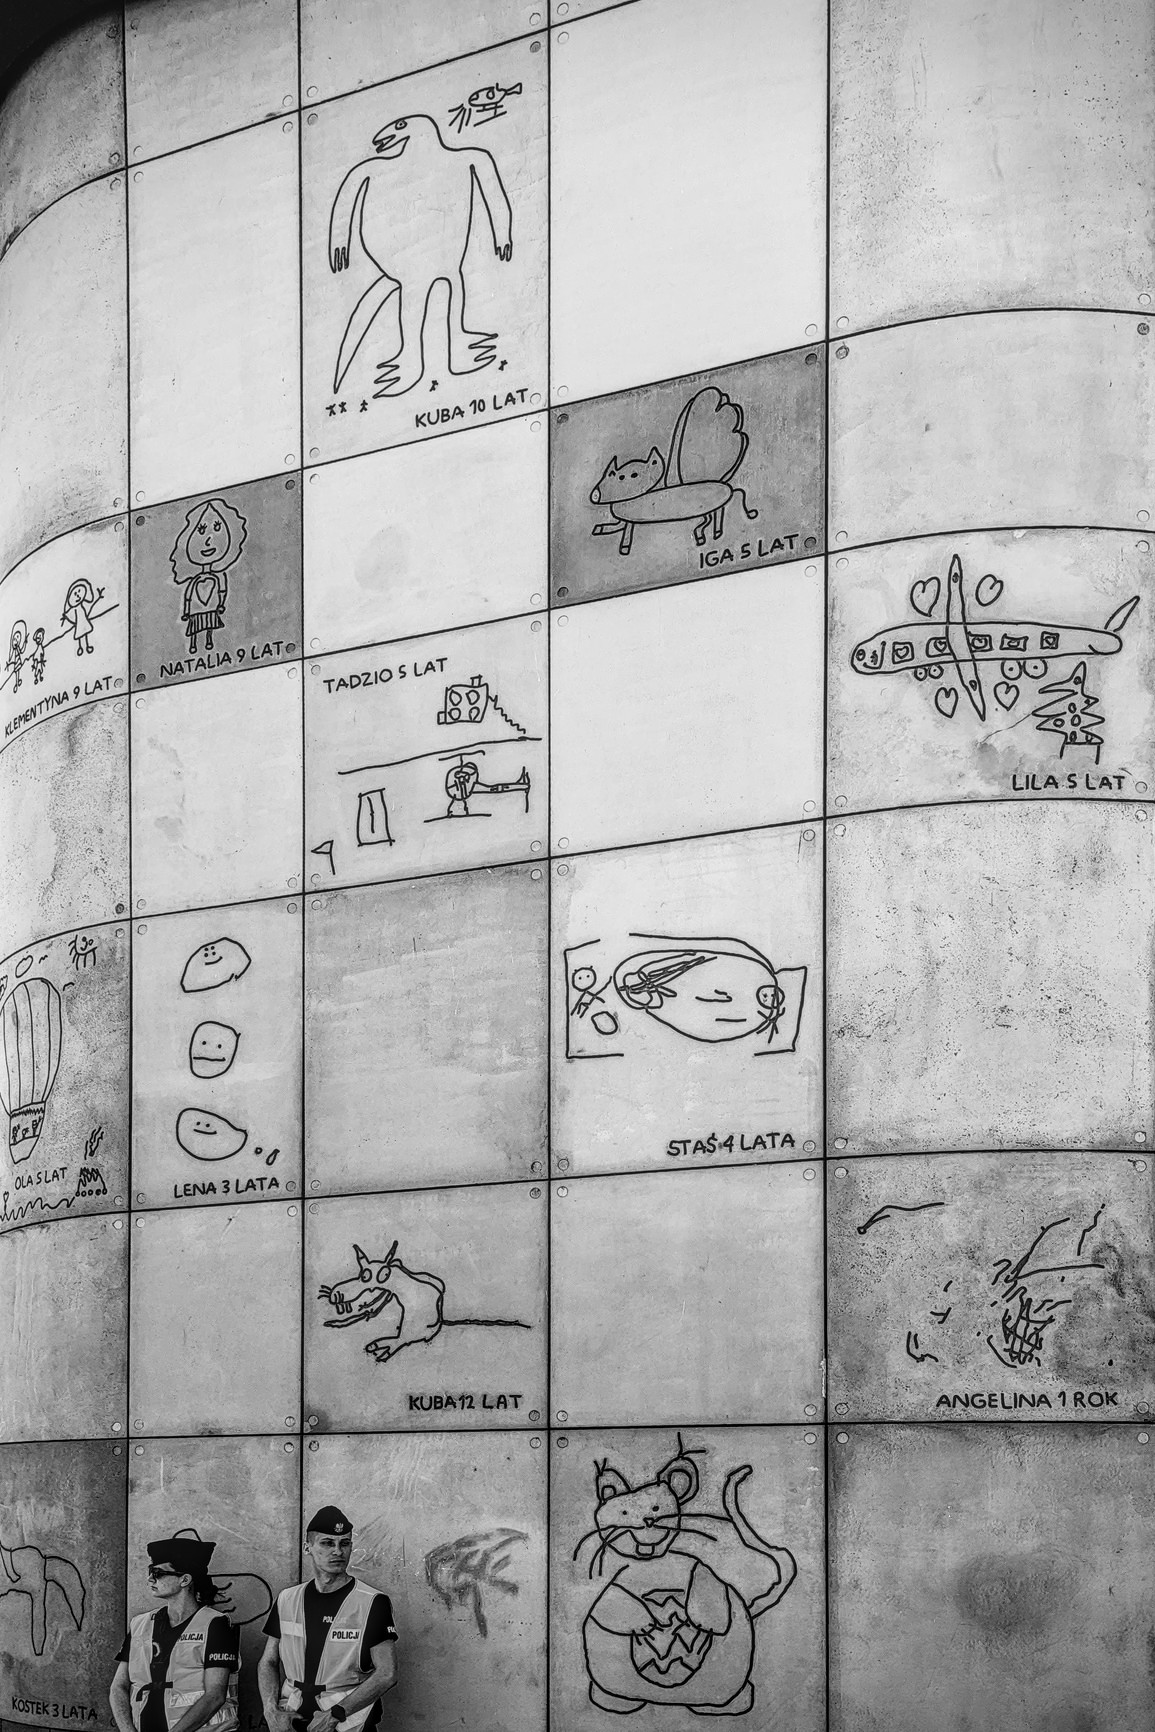 KUBA 10 LAT
IGA 5 LAT
NATALIA 9 LAT
KLEMENTYNA 9 LAT
TADZIO 5 LAT
LILA 5 LAT
STAŚ 4 LATA
OLA 5 LAT
LENA 3 LATA
KUBA 12 LAT
ANGELINA 1 ROK
POLICJA
POLICJA
KOSTEK 3 LATA